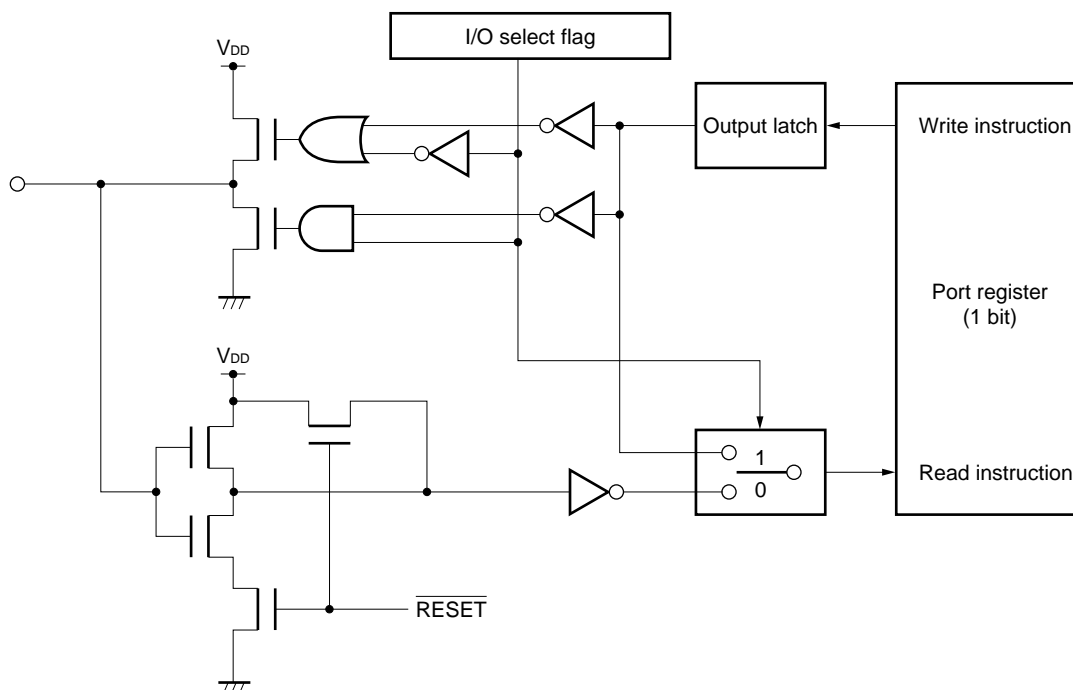 I/O select flag
VDD
Output latch
Write instruction
Port register
(1 bit)
VDD
1
0
Read instruction
RESET